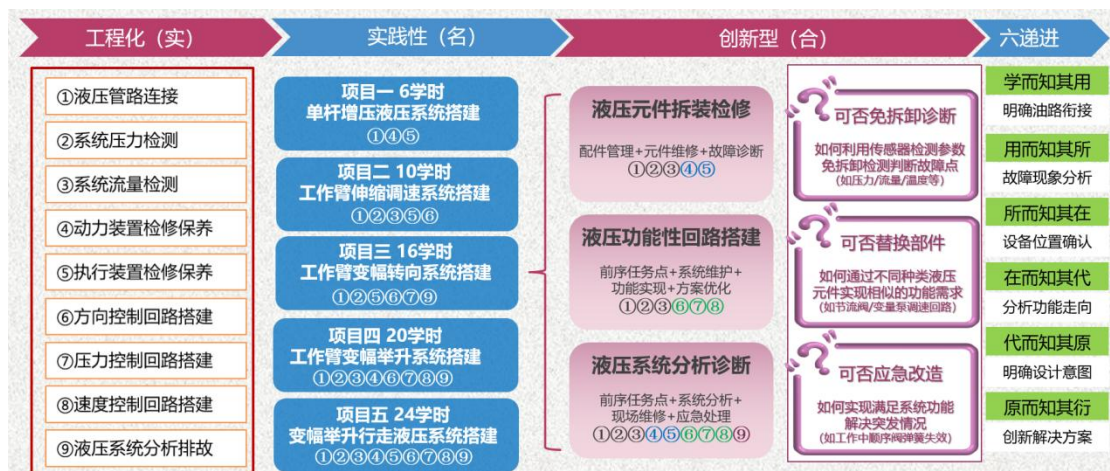 工程化（实）
实践性（名）
创新型（合）
六递进
①液压管路连接
②系统压力检测
③系统流量检测
④动力装置检修保养
⑤执行装置检修保养
⑥方向控制回路搭建
⑦压力控制回路搭建
⑧速度控制回路搭建
⑨液压系统分析排故
项目一 6学时
单杆增压液压系统搭建
①④⑤
项目二 10学时
工作臂伸缩调速系统搭建
①②③⑤⑥
项目三 16学时
工作臂变幅转向系统搭建
①②⑤⑥⑦⑨
项目四 20学时
工作臂变幅举升系统搭建
①②③④⑥⑦⑧⑨
项目五 24学时
变幅举升行走液压系统搭建
①②③④⑤⑥⑦⑧⑨
液压元件拆装检修
配件管理+元件维修+故障诊断
①②③④⑤
液压功能性回路搭建
前序任务点+系统维护+
功能实现+方案优化
①②③⑥⑦⑧
液压系统分析诊断
前序任务点+系统分析+
现场维修+应急处理
①②③④⑤⑥⑦⑧⑨
可否免拆卸诊断
如何利用传感器检测参数
免拆卸检测判断故障点
(如压力/流量/温度等)
可否替换部件
如何通过不同种类液压
元件实现相似的功能需求
(如节流阀/变量泵调速回路)
可否应急改造
如何实现满足系统功能
解决突发情况
(如工作中顺序阀弹簧失效)
学而知其用
明确油路衔接
用而知其所
故障现象分析
所而知其在
设备位置确认
在而知其代
分析功能走向
代而知其原
明确设计意图
原而知其衍
创新解决方案